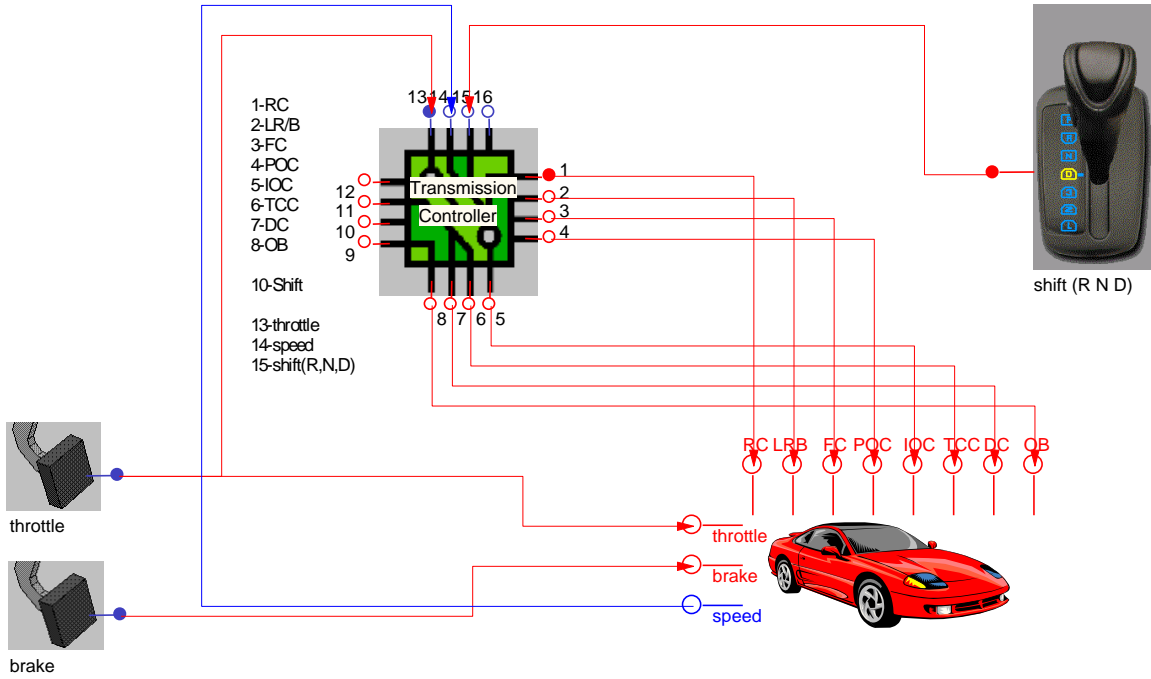 1-RC
2-LR/B
3-FC
4-POC
5-IOC
6-TCC
7-DC
8-OB
10-Shift
13-throttle
14-speed
15-shift(R,N,D)
13 14 15 16
12
11
10
9
Transmission
Controller
1
2
3
4
8 7 6 5
R
N
D
3
L
shift (R N D)
RC LRB FC POC IOC TCC DC OB
throttle
brake
throttle
brake
speed